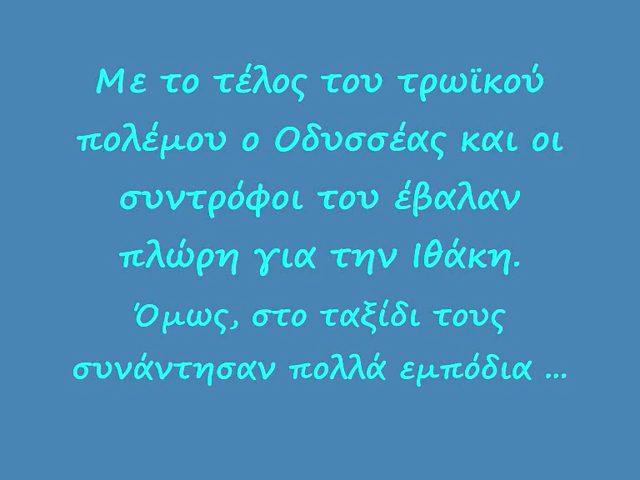 Με το τέλος του τρωϊκού
πολέμου ο Οδυσσέας και οι
συντρόφοι του έβαλαν
πλώρη για την Ιθάκη.
Όμως, στο ταξίδι τους
συνάντησαν πολλά εμπόδια ...